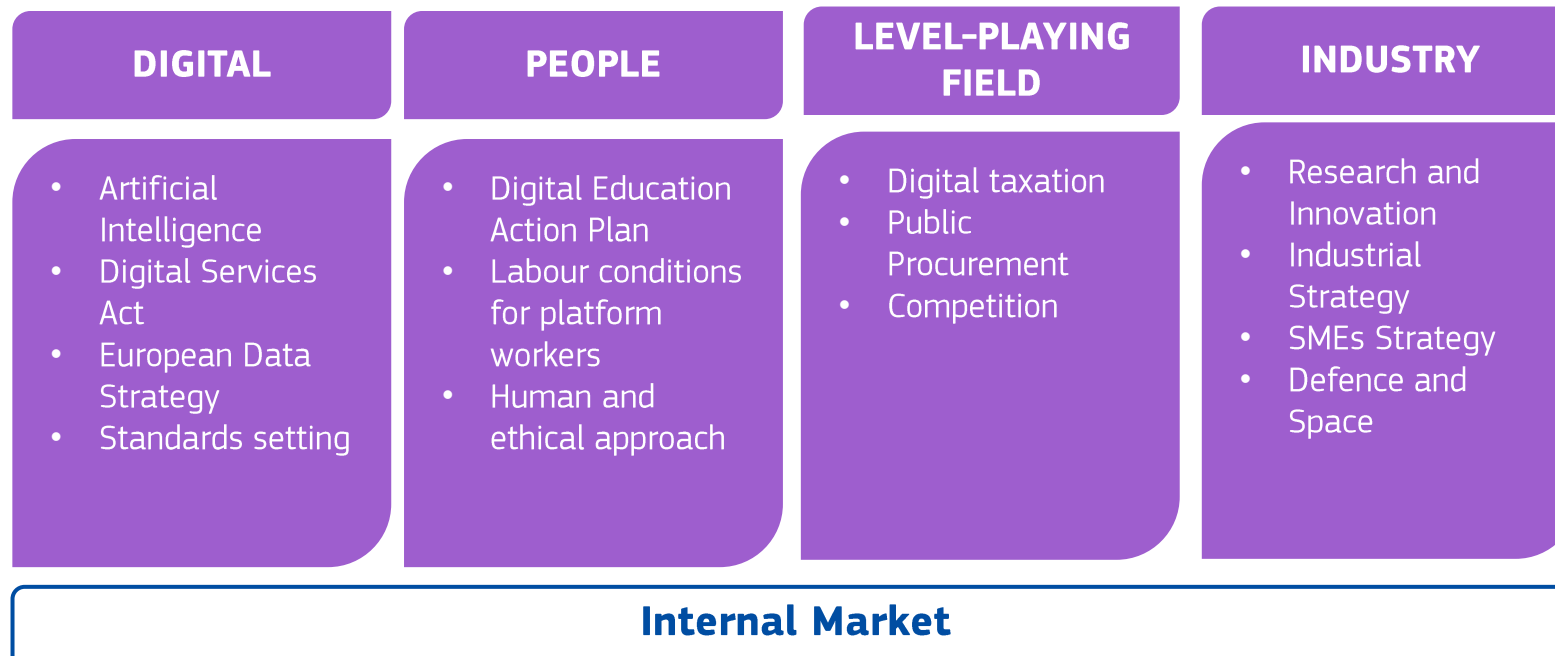 DIGITAL
• Artificial
Intelligence
• Digital Services
Act
• European Data
Strategy
• Standards setting
PEOPLE
• Digital Education
Action Plan
• Labour conditions
for platform
workers
• Human and
ethical approach
LEVEL-PLAYING
FIELD
• Digital taxation
• Public
Procurement
• Competition
INDUSTRY
• Research and
Innovation
• Industrial
Strategy
• SMEs Strategy
• Defence and
Space
Internal Market